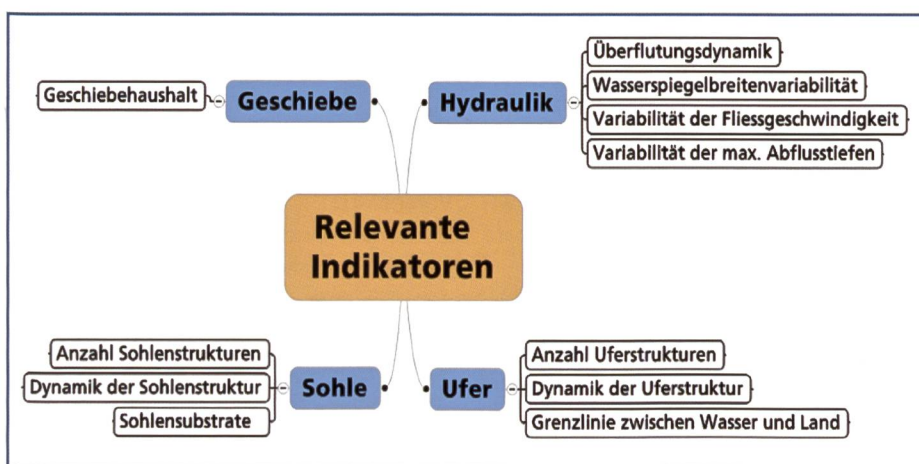 Geschiebehaushalt
Geschiebe
Hydraulik
Überflutungsdynamik
Wasserspiegelbreitenvariabilität
Variabilität der Fliessgeschwindigkeit
Variabilität der max. Abflusstiefen
Relevante
Indikatoren
Anzahl Sohlenstrukturen
Dynamik der Sohlenstruktur
Sohlensubstrate
Sohle
Ufer
Anzahl Uferstrukturen
Dynamik der Uferstruktur
Grenzlinie zwischen Wasser und Land